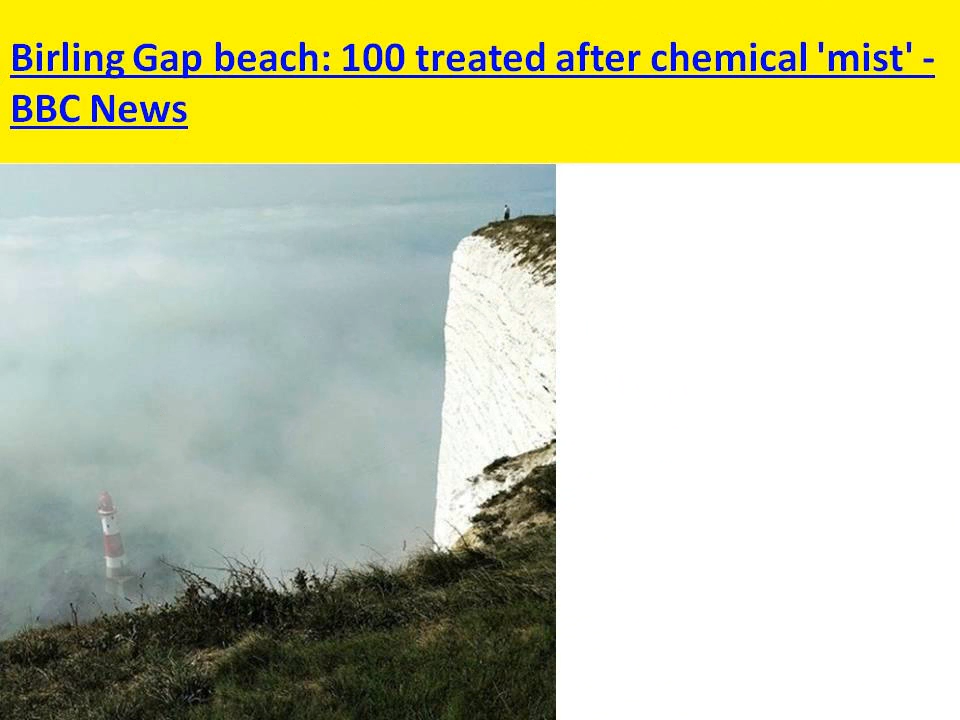 Birling Gap beach: 100 treated after chemical 'mist' -
BBC News